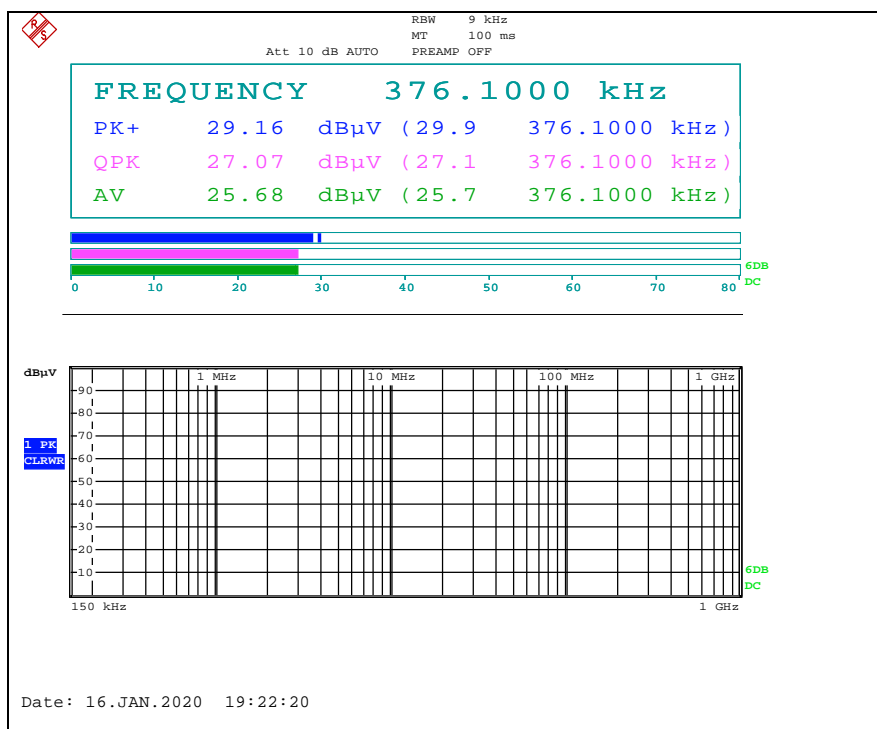 R S
RBW 9 kHz
MT 100 ms
Att 10 dB AUTO PREAMP OFF
FREQUENCY 376.1000 kHz
PK+ 29.16 dBµV (29.9 376.1000 kHz)
QPK 27.07 dBµV (27.1 376.1000 kHz)
AV 25.68 dBµV (25.7 376.1000 kHz)
6DB
DC
0 10 20 30 40 50 60 70 80
dBµV
1 MHz 10 MHz 100 MHz 1 GHz
90
80
70
1 PK
CLRWR
60
50
40
30
20
10
6DB
DC
150 kHz 1 GHz
Date: 16.JAN.2020 19:22:20